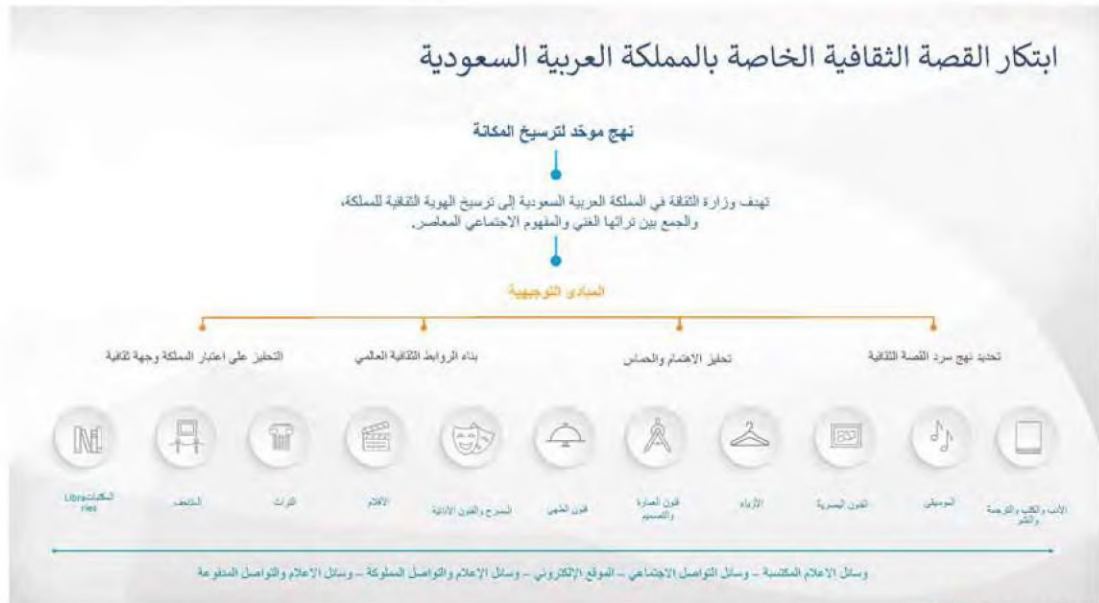 ابتكار القصة الثقافية الخاصة بالمملكة العربية السعودية
نهج موحّد لترسيخ المكانة
تهدف وزارة الثقافة في المملكة العربية السعودية إلى ترسيخ الهوية الثقافية للمملكة،
والجمع بين تراثها الغني والمفهوم الاجتماعي المعاصر.
المبادئ التوجيهية
تحديد نهج سرد القصة الثقافية
تحفيز الاهتمام والحماس
بناء الروابط الثقافية العالمي
التحفيز على اعتبار المملكة وجهة ثقافية
الأدب والكتب والترجمة
والنشر
الموسيقى
الفنون البصرية
الأزياء
فنون العمارة
والتصميم
فنون الطهي
المسرح والفنون الأدائية
الأفلام
التراث
المتاحف
المكتباتLibra
ries
وسائل الاعلام المكتسبة – وسائل التواصل الاجتماعي – الموقع الإلكتروني – وسائل الإعلام والتواصل المملوكة – وسائل الاعلام والتواصل المدفوعة